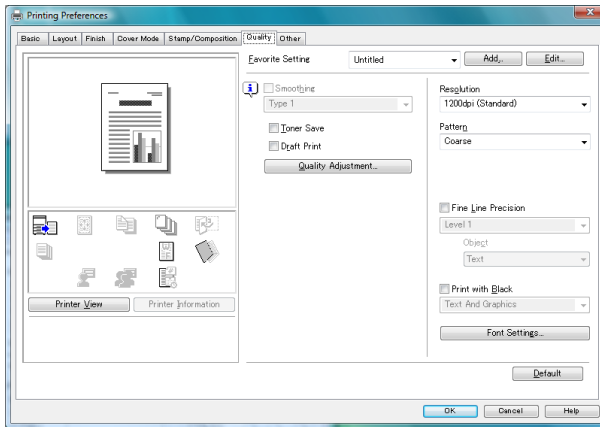 Printing Preferences
Basic Layout Finish Cover Mode Stamp/Composition Quality Other
Favorite Setting Untitled Add... Edit...
Smoothing
Type 1
Toner Save
Draft Print
Quality Adjustment...
Resolution
1200dpi (Standard)
Pattern
Coarse
Fine Line Precision
Level 1
Object
Text
Print with Black
Text And Graphics
Font Settings...
Printer View Printer Information
Default
OK Cancel Help